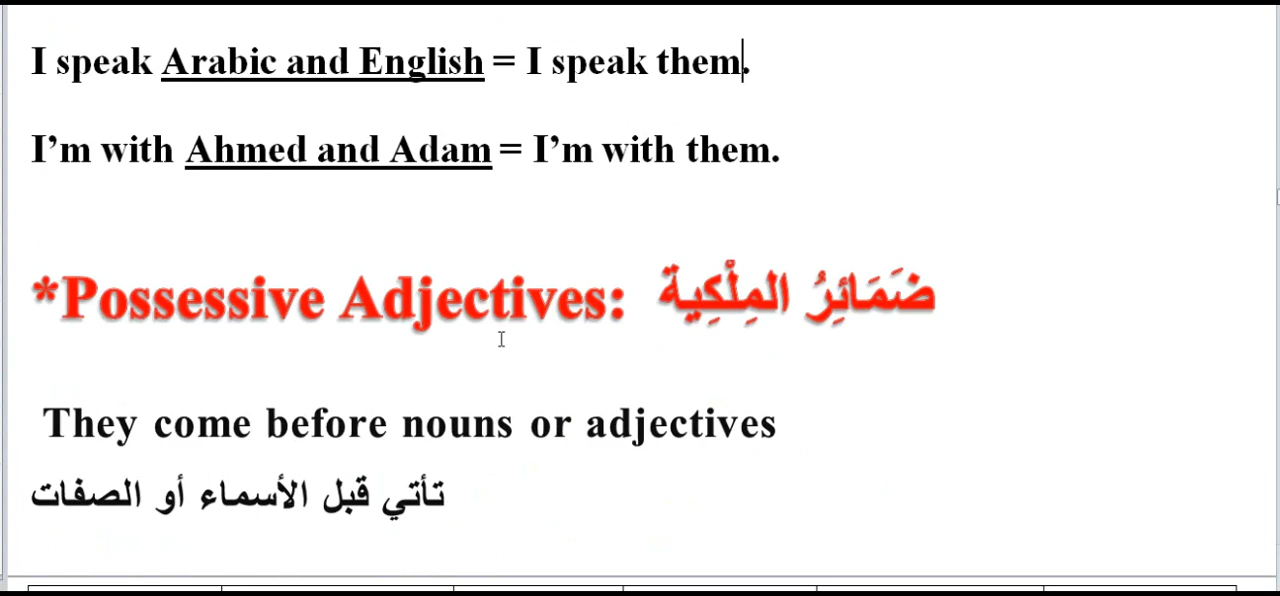 I speak Arabic and English = I speak them.
I’m with Ahmed and Adam = I’m with them.
*Possessive Adjectives: ضَمَائِرُ المِلْكِية
They come before nouns or adjectives
تأتي قبل الأسماء أو الصفات